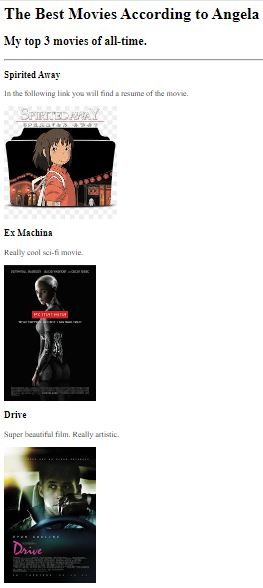 The Best Movies According to Angela
My top 3 movies of all-time.
Spirited Away
In the following link you will find a resume of the movie.
SPIRITED AWAY
Ex Machina
Really cool sci-fi movie.
EX MACHINA
Drive
Super beautiful film. Really artistic.
RYAN GOSLING
Drive